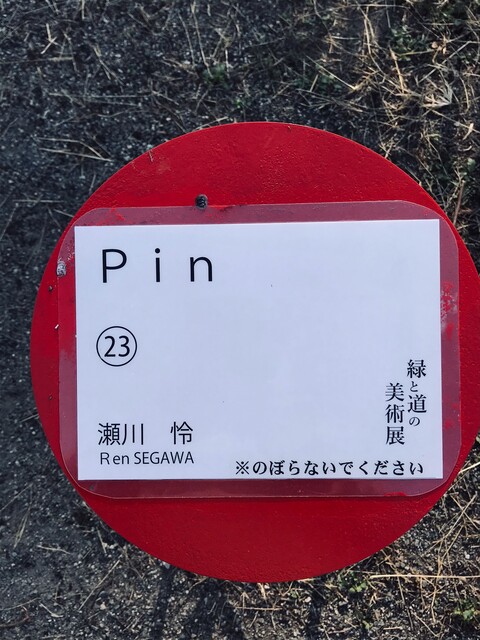 Pin
㉓
瀬川 怜
Ren SEGAWA
緑と道の
美術展
※のぼらないでください